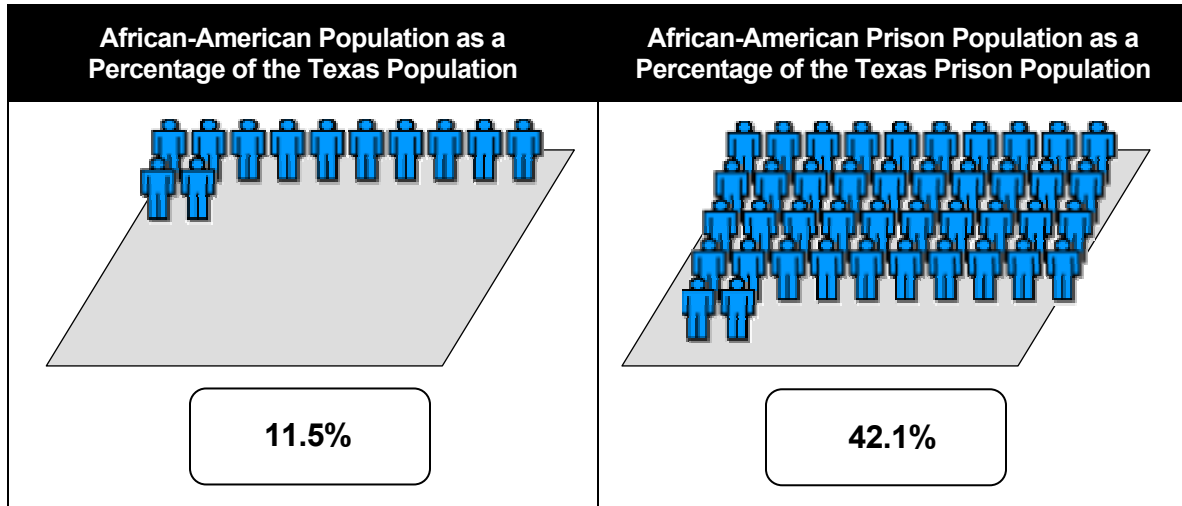 African-American Population as a
Percentage of the Texas Population
African-American Prison Population as a
Percentage of the Texas Prison Population
11.5%
42.1%